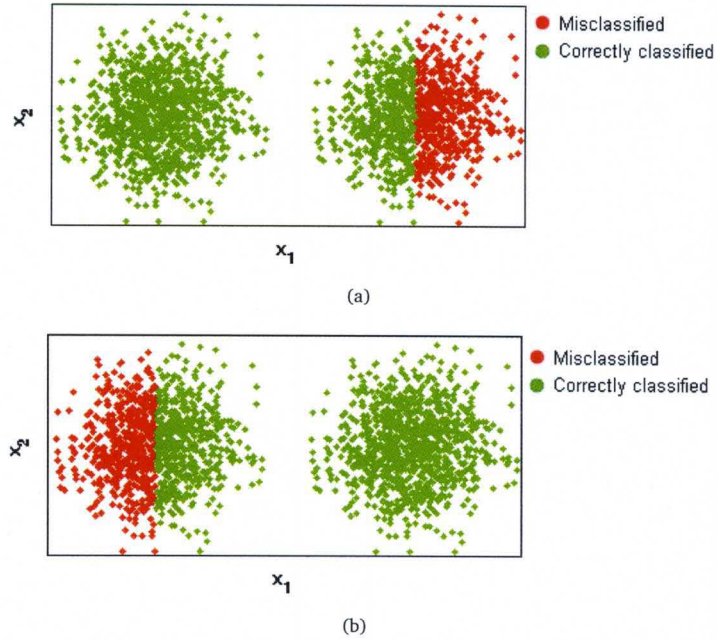 Misclassified
Correctly classified
x2
x1
(a)
Misclassified
Correctly classified
x2
x1
(b)